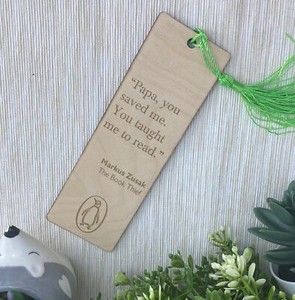 “Papa, you
saved me.
You taught
me to read.”
Markus Zusak
The Book Thief